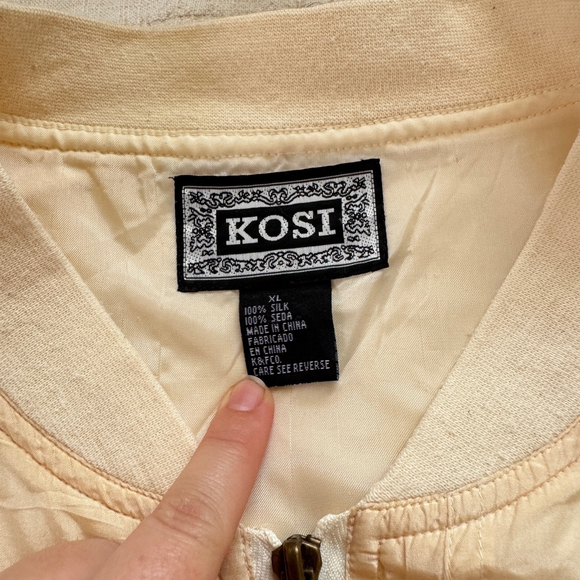 KOSI
XL
100% SILK
100% SEDA
MADE IN CHINA
FABRICADO
EN CHINA
K&FCO.
CARE SEE REVERSE